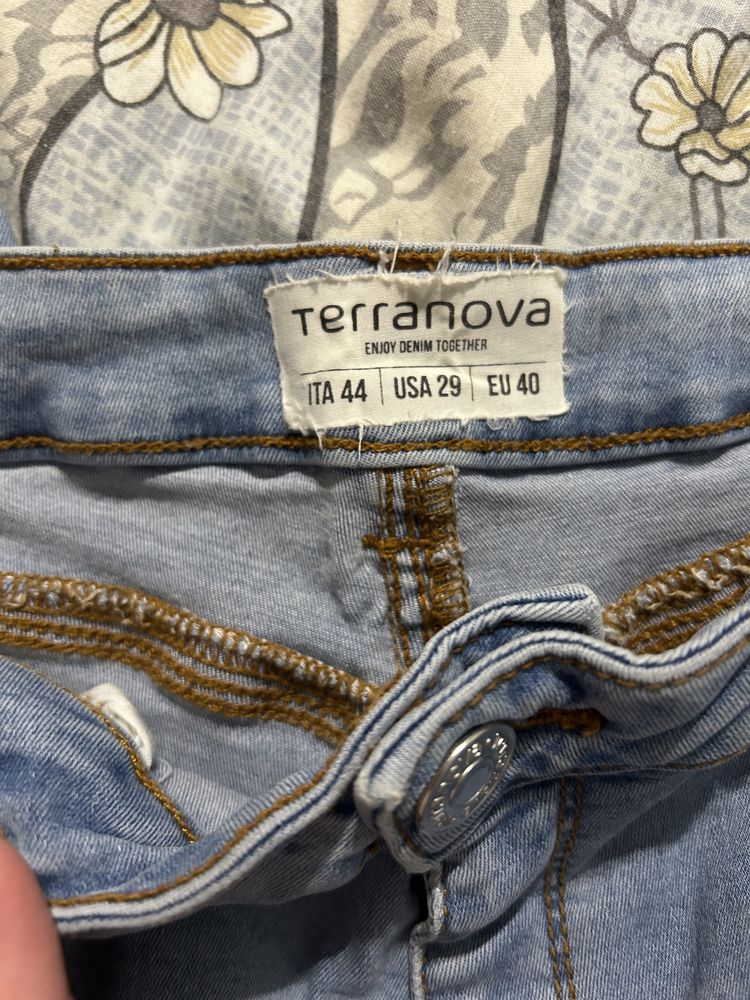 Terranova
ENJOY DENIM TOGETHER
ITA 44 USA 29 EU 40